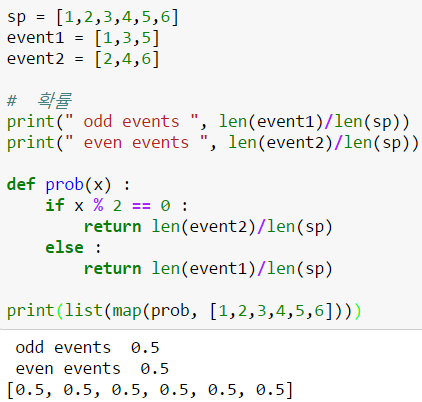 sp = [1,2,3,4,5,6]
event1 = [1,3,5]
event2 = [2,4,6]
#  확률
print(" odd events ", len(event1)/len(sp))
print(" even events ", len(event2)/len(sp))
def prob(x) :
    if x % 2 == 0 :
        return len(event2)/len(sp)
    else :
        return len(event1)/len(sp)
print(list(map(prob, [1,2,3,4,5,6])))
 odd events  0.5
 even events  0.5
[0.5, 0.5, 0.5, 0.5, 0.5, 0.5]